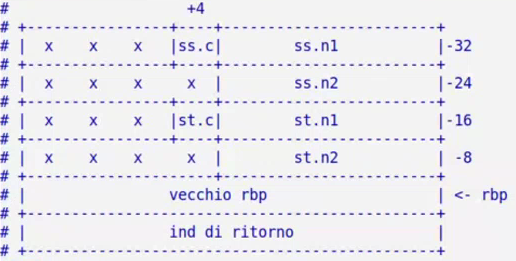 #                     +4
# +-----------------+----+-------------------------+
# |  x    x    x    |ss.c|        ss.n1            |-32
# +-----------------+----+-------------------------+
# |  x    x    x      x  |        ss.n2            |-24
# +-----------------+----+-------------------------+
# |  x    x    x    |st.c|        st.n1            |-16
# +-----------------+----+-------------------------+
# |  x    x    x      x  |        st.n2            | -8
# +----------------------+-------------------------+
# |                vecchio rbp                     | <- rbp
# +------------------------------------------------+
# |                ind di ritorno                  |
# +------------------------------------------------+